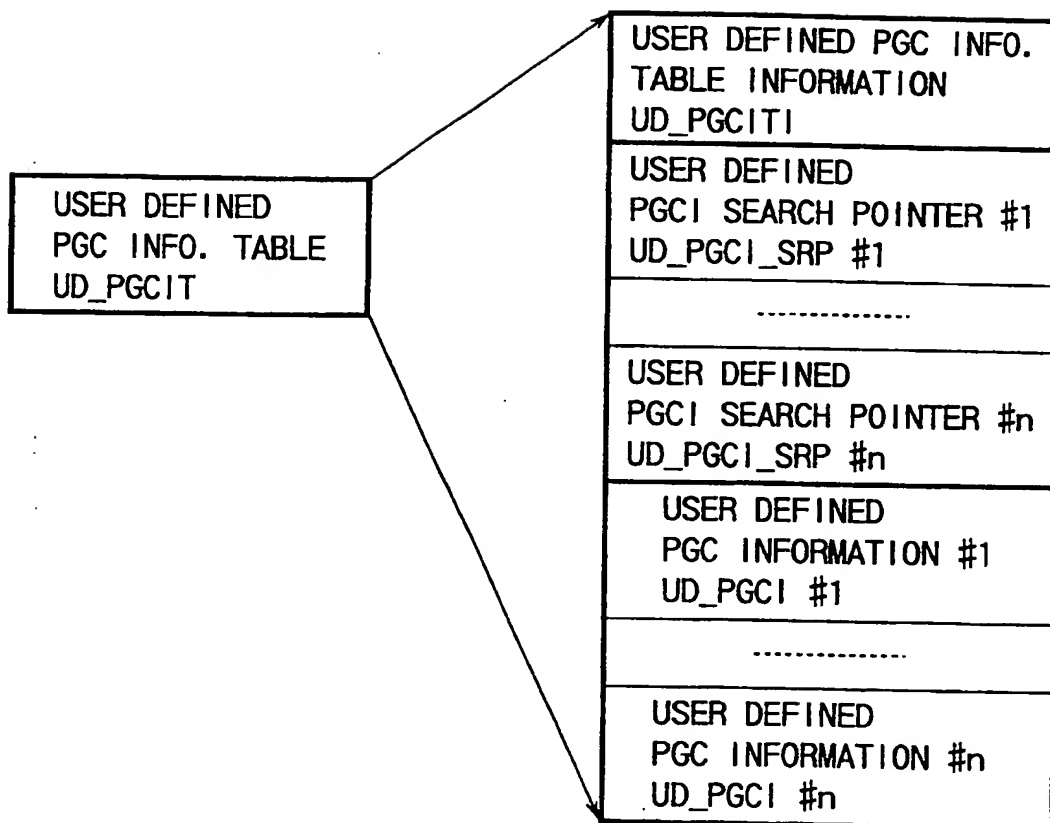 USER DEFINED
PGC INFO. TABLE
UD_PGCIT
USER DEFINED PGC INFO.
TABLE INFORMATION
UD_PGCITI
USER DEFINED
PGCI SEARCH POINTER #1
UD_PGCI_SRP #1
USER DEFINED
PGCI SEARCH POINTER #n
UD_PGCI_SRP #n
USER DEFINED
PGC INFORMATION #1
UD_PGCI #1
USER DEFINED
PGC INFORMATION #n
UD_PGCI #n